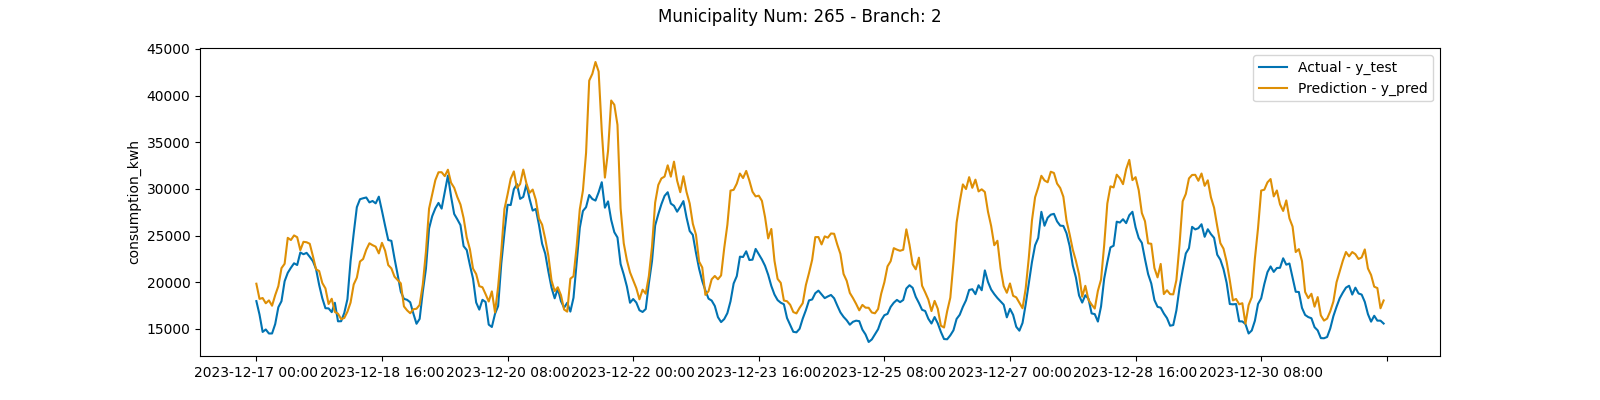 Municipality Num: 265 - Branch: 2
45000
40000
35000
30000
25000
20000
15000
consumption_kwh
Actual - y_test
Prediction - y_pred
2023-12-17 00:00 2023-12-18 16:00 2023-12-20 08:00 2023-12-22 00:00 2023-12-23 16:00 2023-12-25 08:00 2023-12-27 00:00 2023-12-28 16:00 2023-12-30 08:00